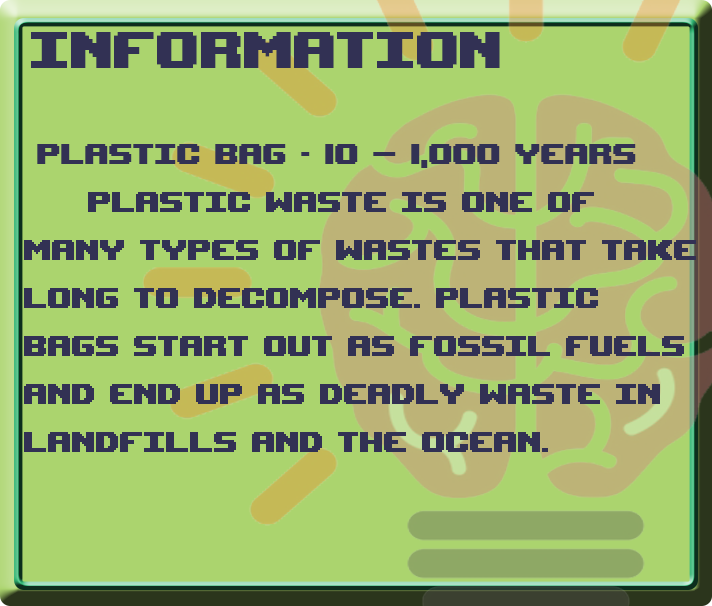 INFORMATION
PLASTIC BAG - 10 – 1,000 YEARS
PLASTIC WASTE IS ONE OF
MANY TYPES OF WASTES THAT TAKE
LONG TO DECOMPOSE. PLASTIC
BAGS START OUT AS FOSSIL FUELS
AND END UP AS DEADLY WASTE IN
LANDFILLS AND THE OCEAN.